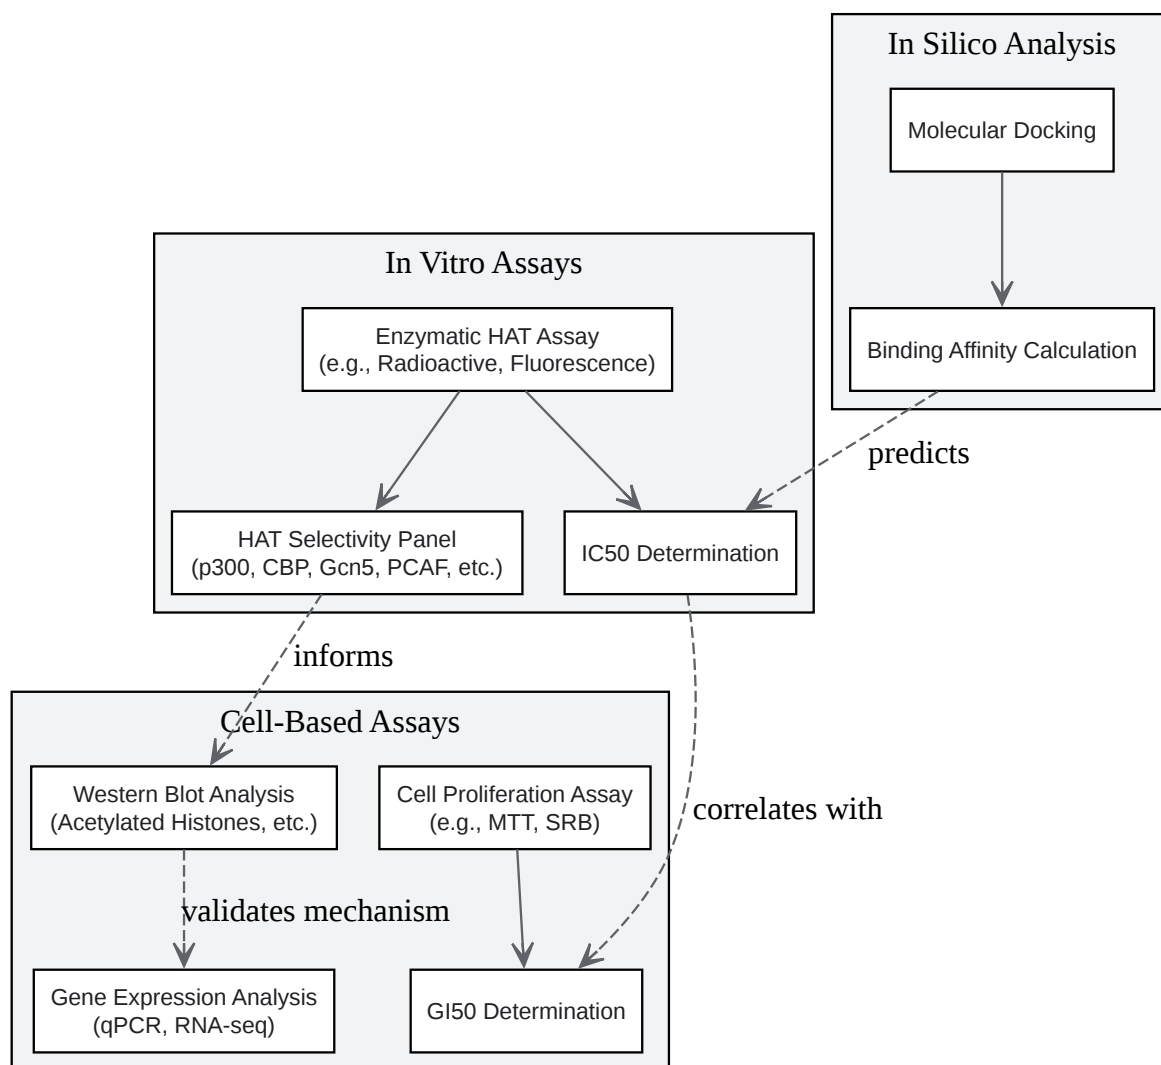 In Silico Analysis
Molecular Docking
Binding Affinity Calculation
predicts
In Vitro Assays
Enzymatic HAT Assay
(e.g., Radioactive, Fluorescence)
HAT Selectivity Panel
(p300, CBP, Gcn5, PCAF, etc.)
IC50 Determination
informs
correlates with
Cell-Based Assays
Western Blot Analysis
(Acetylated Histones, etc.)
Cell Proliferation Assay
(e.g., MTT, SRB)
validates mechanism
Gene Expression Analysis
(qPCR, RNA-seq)
GI50 Determination